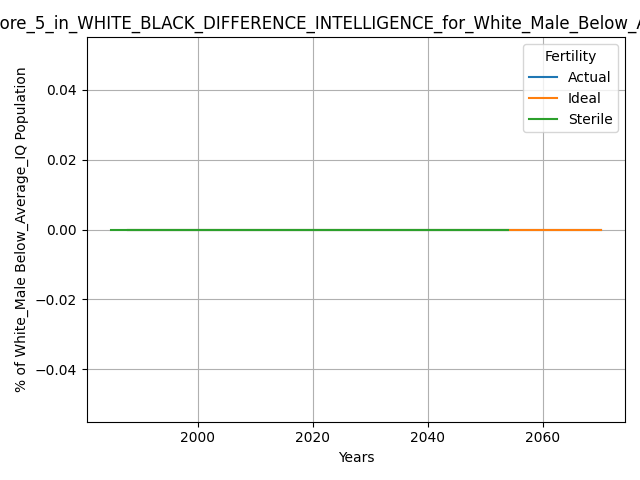 ore_5_in_WHITE_BLACK_DIFFERENCE_INTELLIGENCE_for_White_Male_Below_A
% of White_Male Below_Average_IQ Population
0.04
0.02
0.00
−0.02
−0.04
Fertility
Actual
Ideal
Sterile
2000 2020 2040 2060
Years